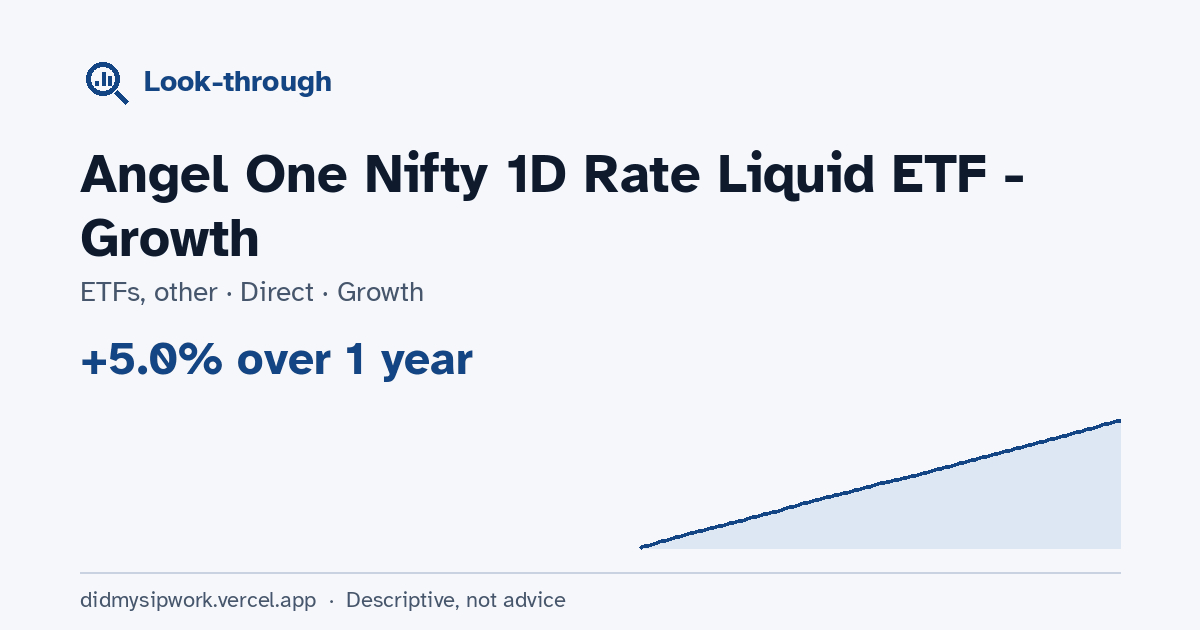 Look-through
Angel One Nifty 1D Rate Liquid ETF -
Growth
ETFs, other · Direct · Growth
+5.0% over 1 year
didmysipwork.vercel.app · Descriptive, not advice